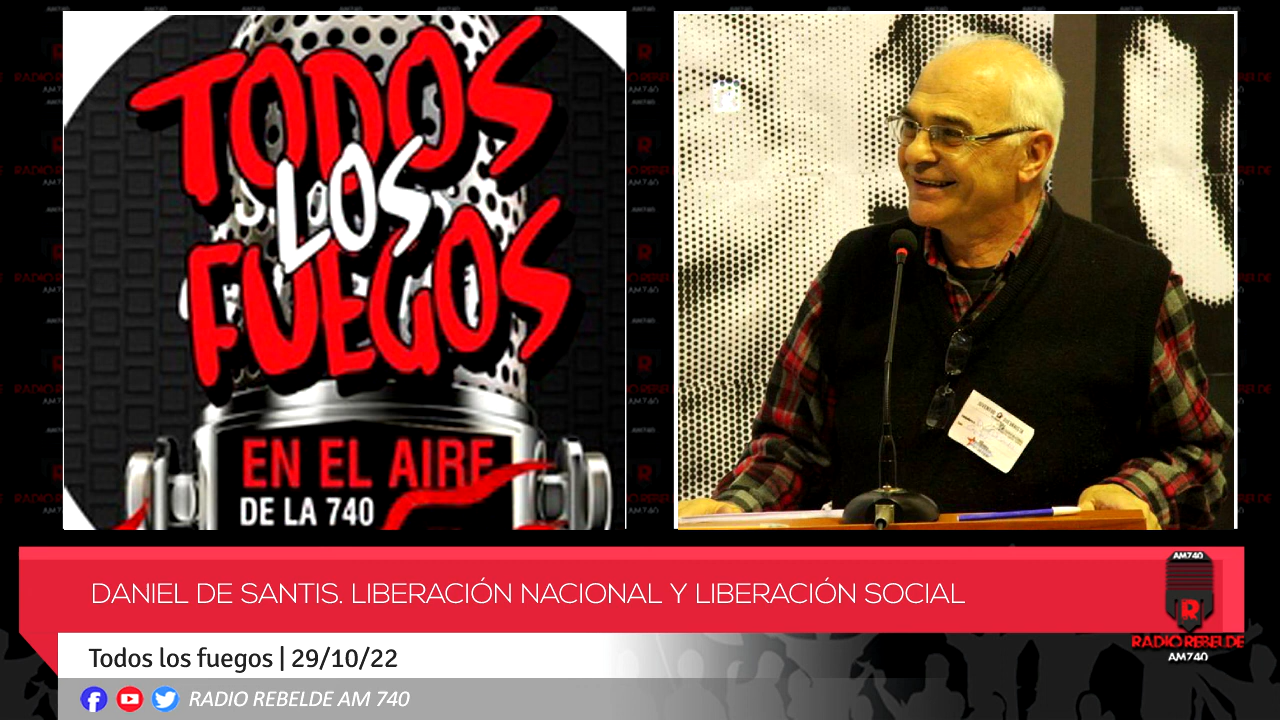 TODOS
LOS
FUEGOS
EN EL AIRE
DE LA 740
DANIEL DE SANTIS. LIBERACIÓN NACIONAL Y LIBERACIÓN SOCIAL
AM740
R
RADIO REBELDE
AM740
Todos los fuegos | 29/10/22
RADIO REBELDE AM 740